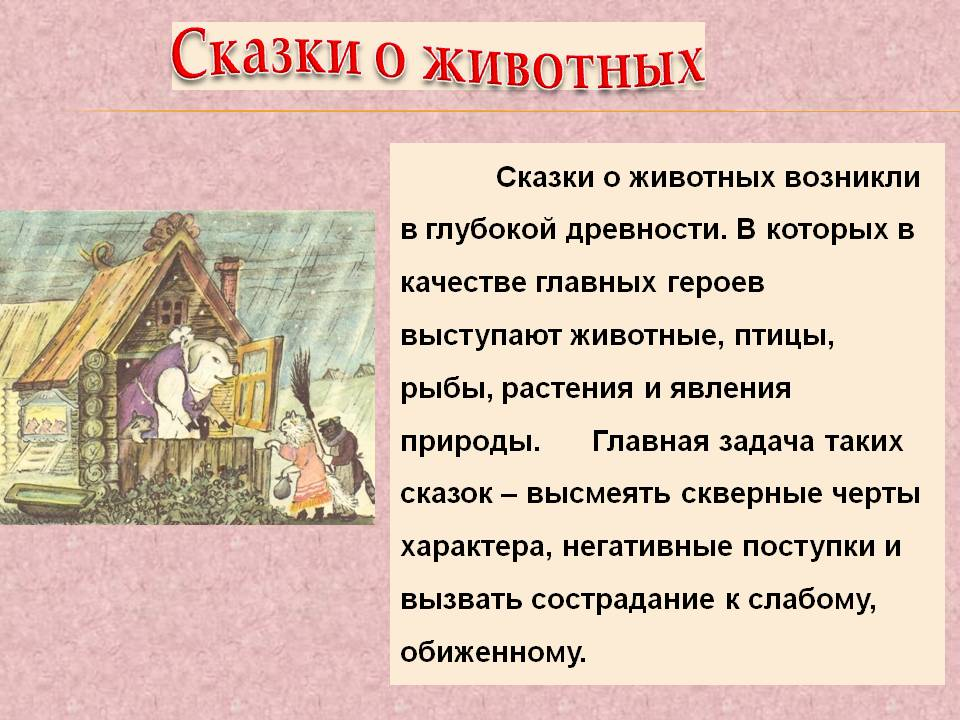 Сказки о животных
Сказки о животных возникли
в глубокой древности. В которых в
качестве главных героев
выступают животные, птицы,
рыбы, растения и явления
природы. Главная задача таких
сказок – высмеять скверные черты
характера, негативные поступки и
вызвать сострадание к слабому,
обиженному.